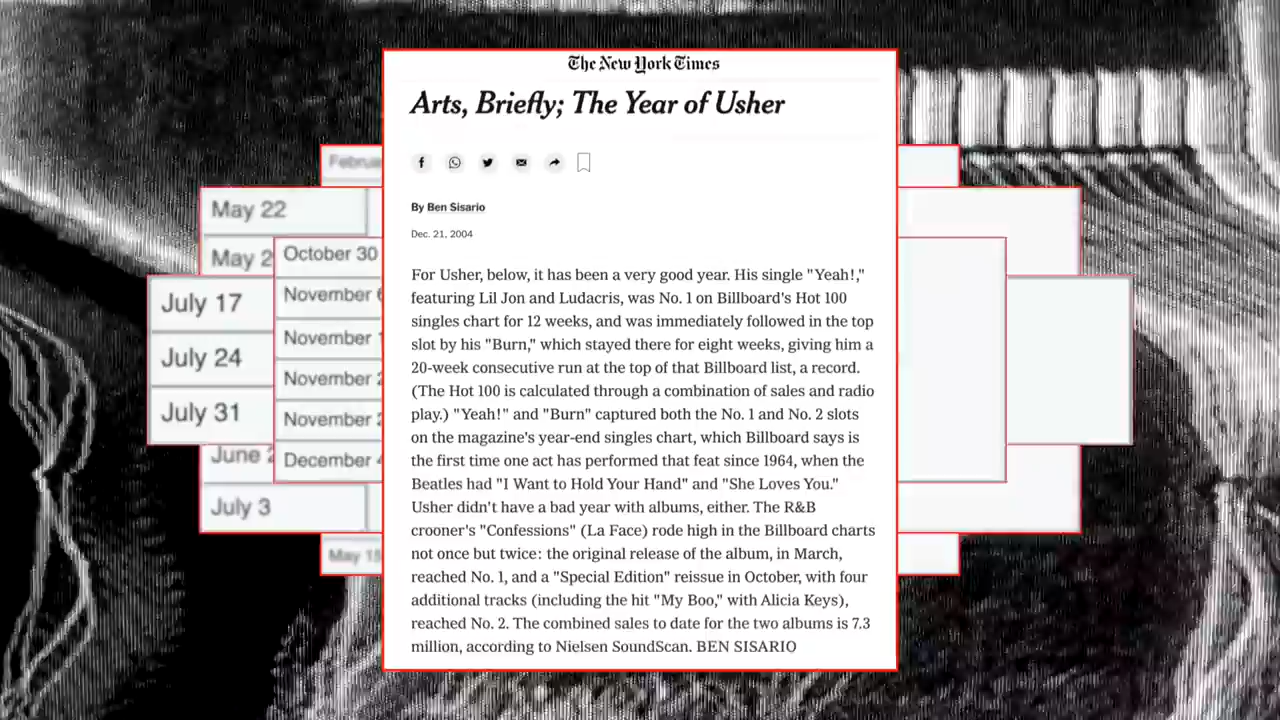 The New York Times
Arts, Briefly; The Year of Usher
By Ben Sisario
Dec. 21, 2004
For Usher, below, it has been a very good year. His single "Yeah!,"
featuring Lil Jon and Ludacris, was No. 1 on Billboard's Hot 100
singles chart for 12 weeks, and was immediately followed in the top
slot by his "Burn," which stayed there for eight weeks, giving him a
20-week consecutive run at the top of that Billboard list, a record.
(The Hot 100 is calculated through a combination of sales and radio
play.) "Yeah!" and "Burn" captured both the No. 1 and No. 2 slots
on the magazine's year-end singles chart, which Billboard says is
the first time one act has performed that feat since 1964, when the
Beatles had "I Want to Hold Your Hand" and "She Loves You."
Usher didn't have a bad year with albums, either. The R&B
crooner's "Confessions" (La Face) rode high in the Billboard charts
not once but twice: the original release of the album, in March,
reached No. 1, and a "Special Edition" reissue in October, with four
additional tracks (including the hit "My Boo," with Alicia Keys),
reached No. 2. The combined sales to date for the two albums is 7.3
million, according to Nielsen SoundScan. BEN SISARIO
May 22
May 2
July 17
July 24
July 31
June
July 3
October 30
November
November
November
November
December
May